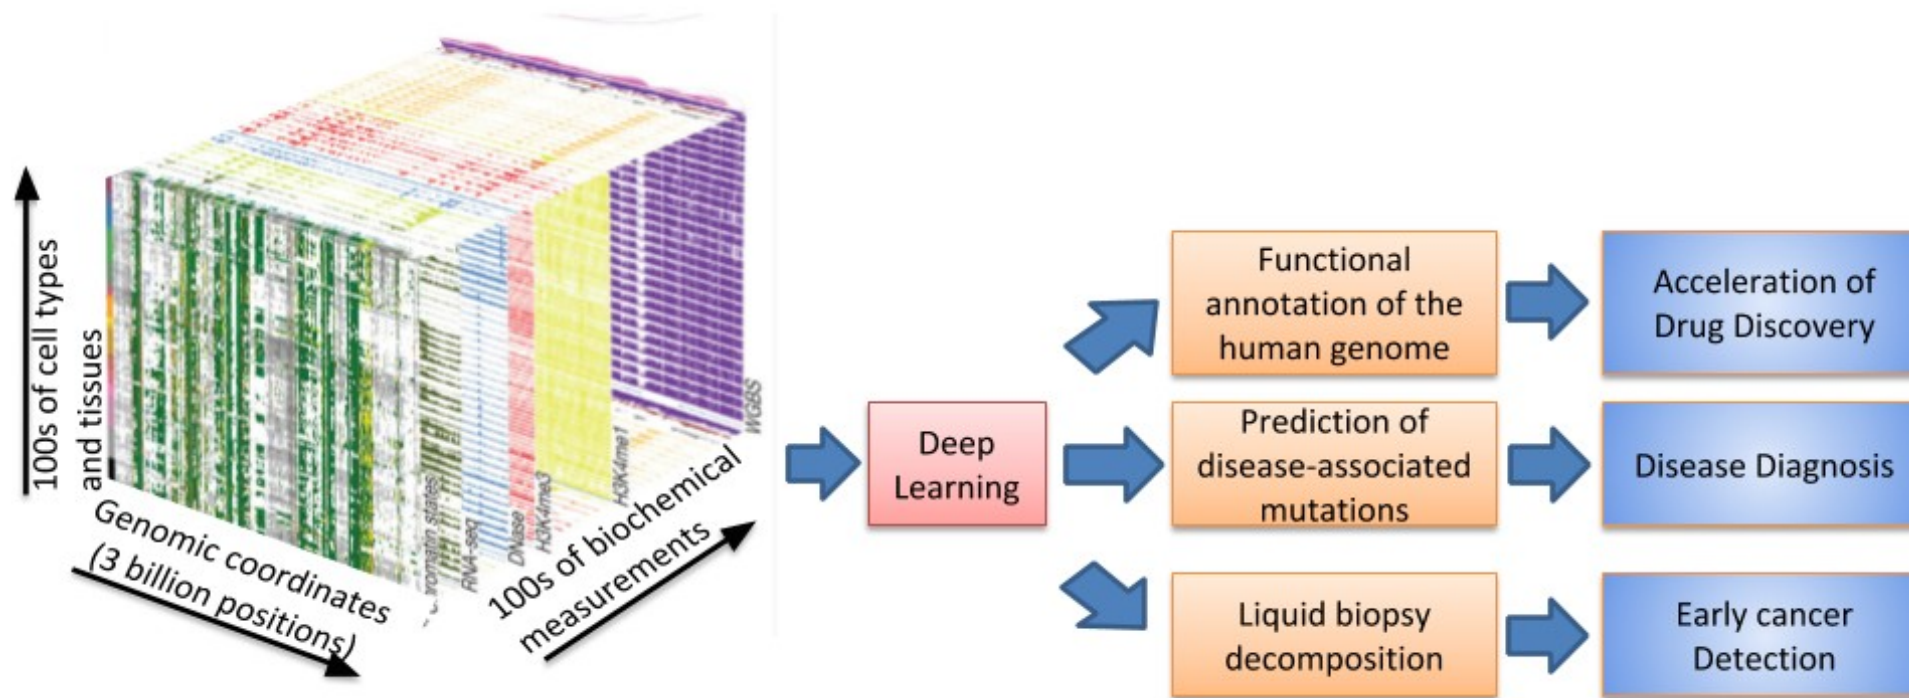 100s of cell types
and tissues
Genomic coordinates
(3 billion positions)
chromatin states
RNA-seq
DNase
H3K4me3
H3K4me1
WGBS
100s of biochemical
measurements
Deep
Learning
Functional
annotation of the
human genome
Acceleration of
Drug Discovery
Prediction of
disease-associated
mutations
Disease Diagnosis
Liquid biopsy
decomposition
Early cancer
Detection